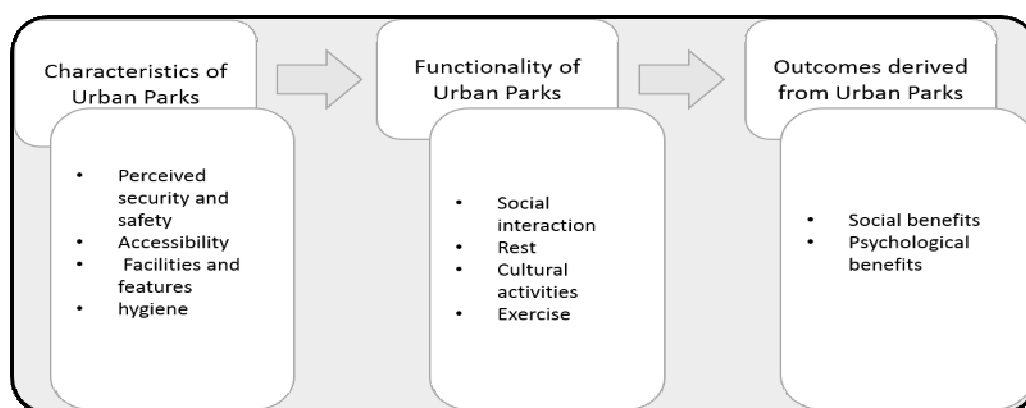 Characteristics of
Urban Parks
• Perceived
security and
safety
• Accessibility
• Facilities and
features
• hygiene
Functionality of
Urban Parks
• Social
interaction
• Rest
• Cultural
activities
• Exercise
Outcomes derived
from Urban Parks
• Social benefits
• Psychological
benefits